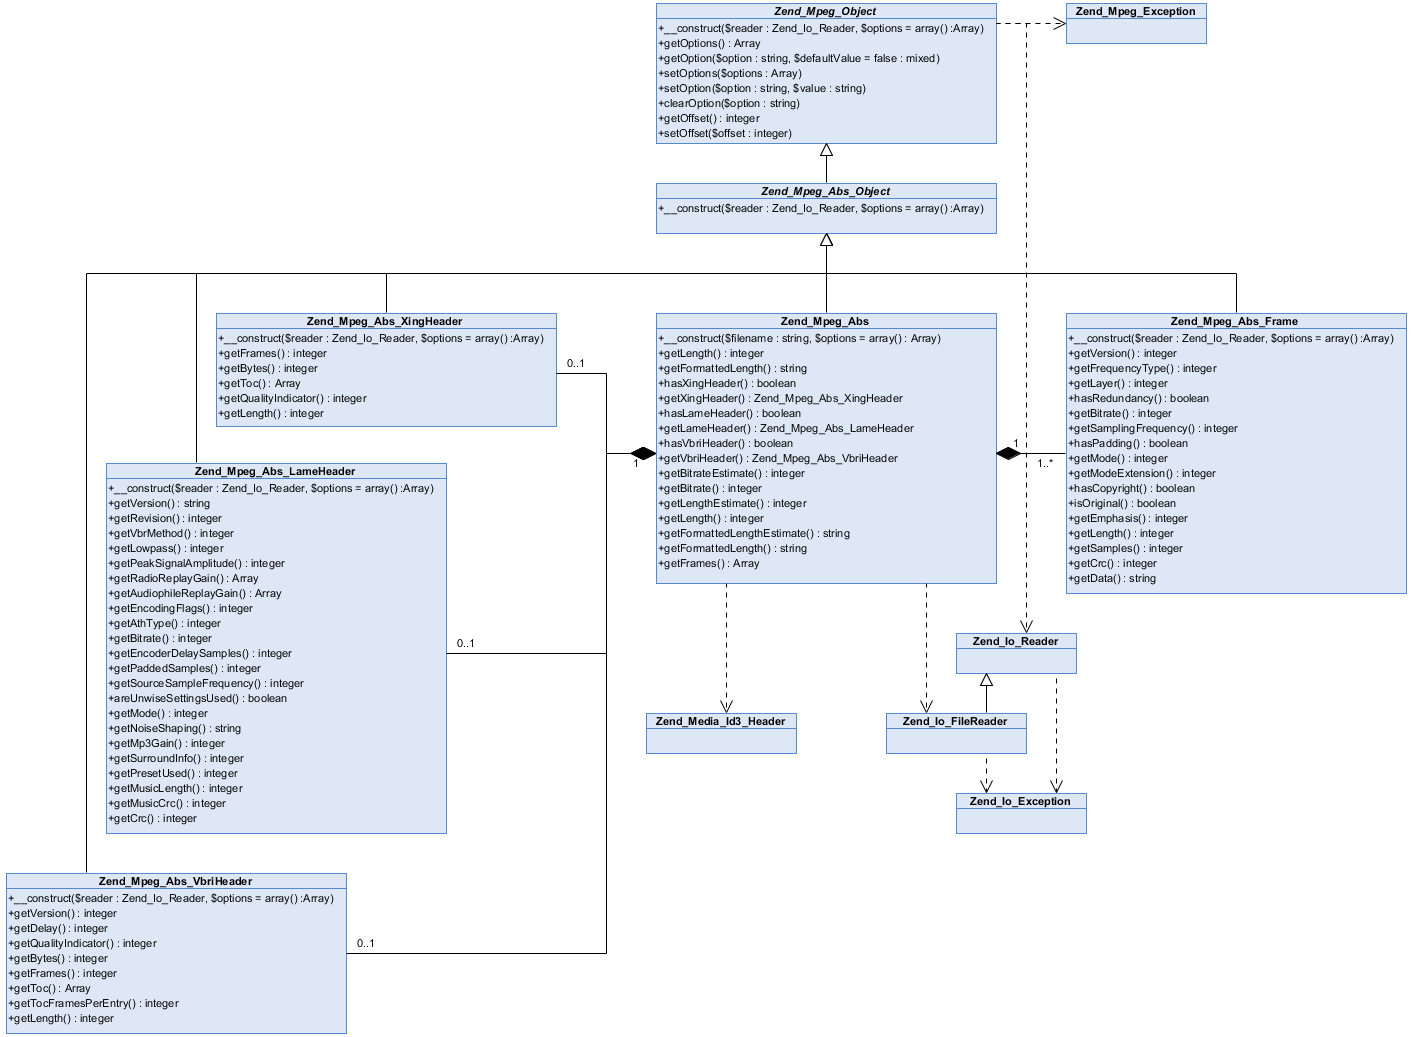 Zend_Mpeg_Object
+__construct($reader : Zend_Io_Reader, $options = array() :Array)
+getOptions() : Array
+getOption($option : string, $defaultValue = false : mixed)
+setOptions($options : Array)
+setOption($option : string, $value : string)
+clearOption($option : string)
+getOffset() : integer
+setOffset($offset : integer)
Zend_Mpeg_Exception
Zend_Mpeg_Abs_Object
+__construct($reader : Zend_Io_Reader, $options = array() :Array)
Zend_Mpeg_Abs_XingHeader
+__construct($reader : Zend_Io_Reader, $options = array() :Array)
+getFrames() : integer
+getBytes() : integer
+getToc() : Array
+getQualityIndicator() : integer
+getLength() : integer
0..1
Zend_Mpeg_Abs
+__construct($filename : string, $options = array() : Array)
+getLength() : integer
+getFormattedLength() : string
+hasXingHeader() : boolean
+getXingHeader() : Zend_Mpeg_Abs_XingHeader
+hasLameHeader() : boolean
+getLameHeader() : Zend_Mpeg_Abs_LameHeader
+hasVbriHeader() : boolean
+getVbriHeader() : Zend_Mpeg_Abs_VbriHeader
+getBitrateEstimate() : integer
+getBitrate() : integer
+getLengthEstimate() : integer
+getLength() : integer
+getFormattedLengthEstimate() : string
+getFormattedLength() : string
+getFrames() : Array
1
1
1..*
Zend_Mpeg_Abs_Frame
+__construct($reader : Zend_Io_Reader, $options = array() :Array)
+getVersion() : integer
+getFrequencyType() : integer
+getLayer() : integer
+hasRedundancy() : boolean
+getBitrate() : integer
+getSamplingFrequency() : integer
+hasPadding() : boolean
+getMode() : integer
+getModeExtension() : integer
+hasCopyright() : boolean
+isOriginal() : boolean
+getEmphasis() : integer
+getLength() : integer
+getSamples() : integer
+getCrc() : integer
+getData() : string
Zend_Mpeg_Abs_LameHeader
+__construct($reader : Zend_Io_Reader, $options = array() :Array)
+getVersion() : string
+getRevision() : integer
+getVbrMethod() : integer
+getLowpass() : integer
+getPeakSignalAmplitude() : integer
+getRadioReplayGain() : Array
+getAudiophileReplayGain() : Array
+getEncodingFlags() : integer
+getAthType() : integer
+getBitrate() : integer
+getEncoderDelaySamples() : integer
+getPaddedSamples() : integer
+getSourceSampleFrequency() : integer
+areUnwiseSettingsUsed() : boolean
+getMode() : integer
+getNoiseShaping() : string
+getMp3Gain() : integer
+getSurroundInfo() : integer
+getPresetUsed() : integer
+getMusicLength() : integer
+getMusicCrc() : integer
+getCrc() : integer
0..1
Zend_Io_Reader
Zend_Media_Id3_Header
Zend_Io_FileReader
Zend_Io_Exception
Zend_Mpeg_Abs_VbriHeader
+__construct($reader : Zend_Io_Reader, $options = array() :Array)
+getVersion() : integer
+getDelay() : integer
+getQualityIndicator() : integer
+getBytes() : integer
+getFrames() : integer
+getToc() : Array
+getTocFramesPerEntry() : integer
+getLength() : integer
0..1